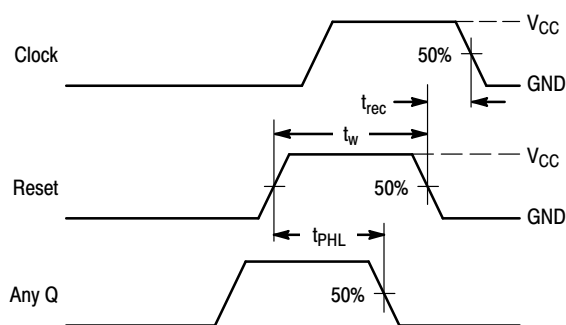 V_CC
Clock
50%
GND
t_rec
t_w
V_CC
Reset
50%
GND
t_PHL
Any Q
50%